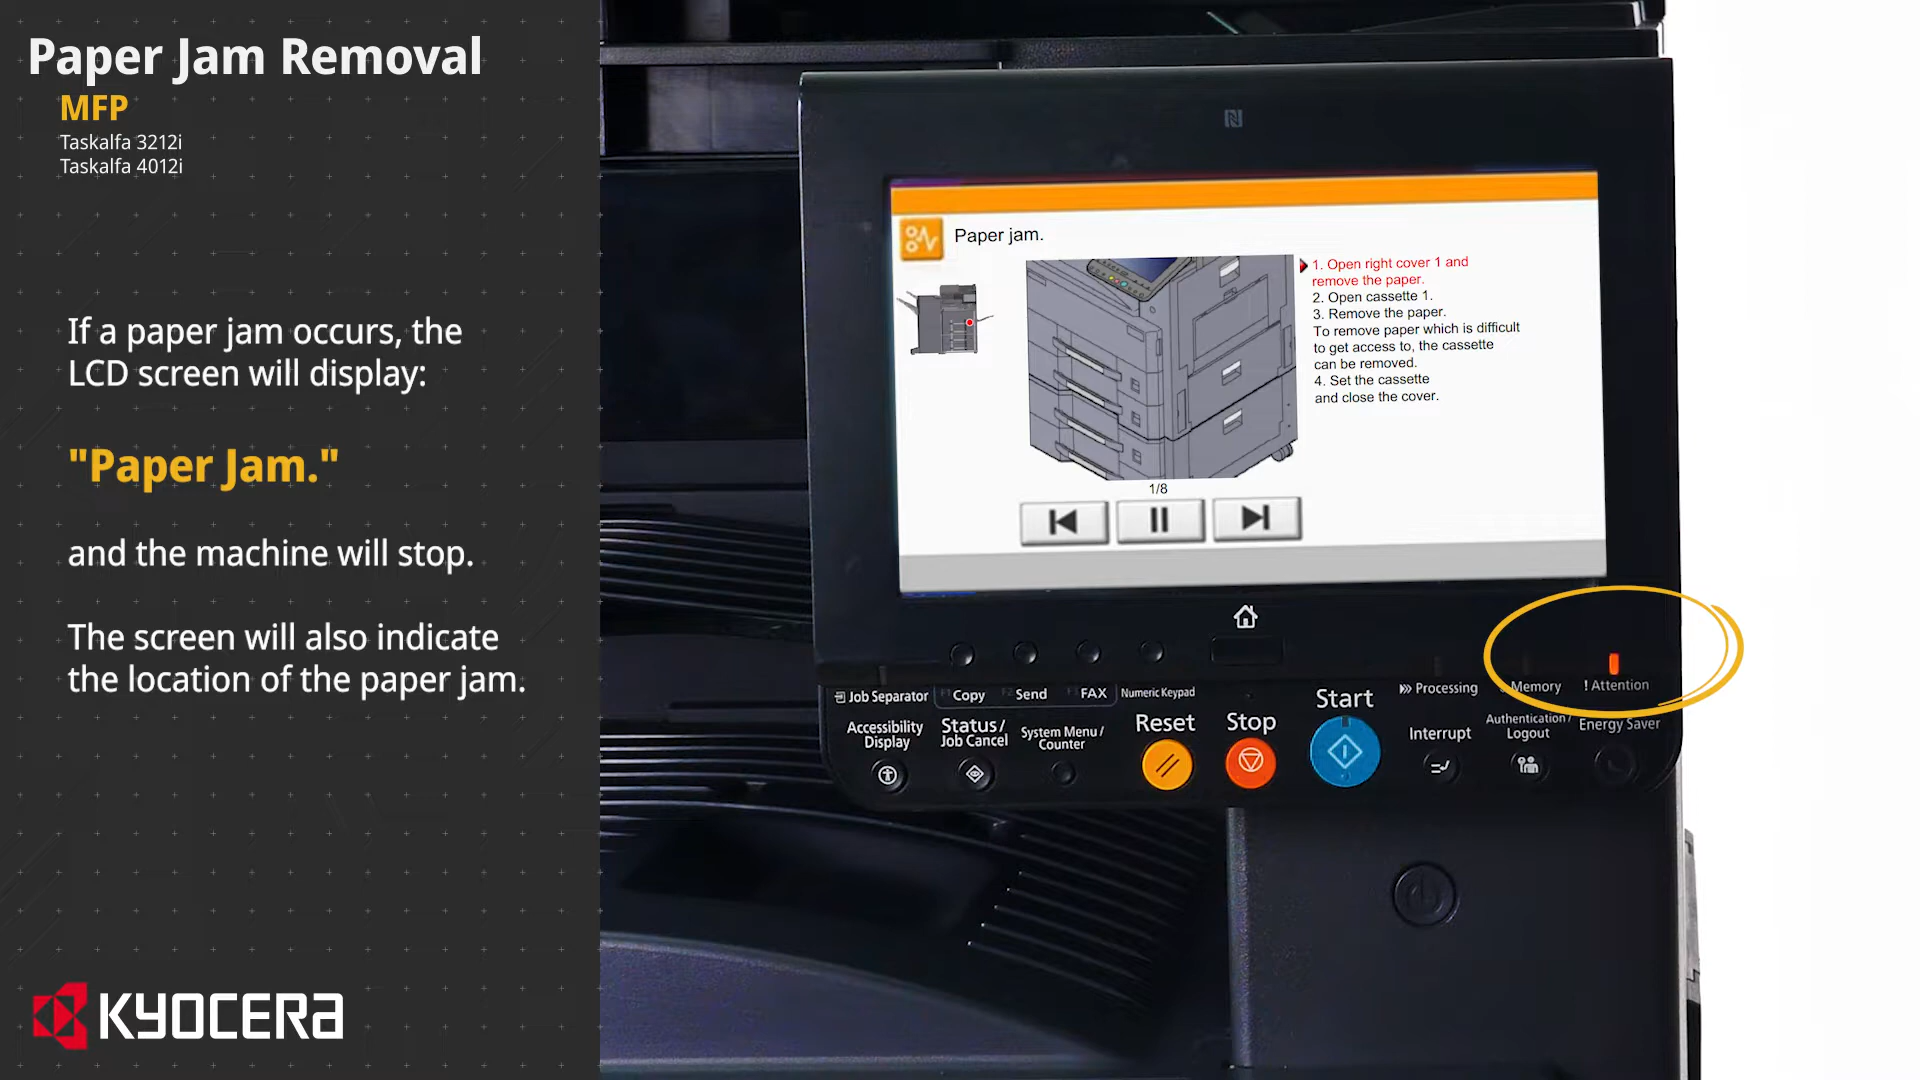 Paper Jam Removal
MFP
Taskalfa 3212i
Taskalfa 4012i
If a paper jam occurs, the
LCD screen will display:
"Paper Jam."
and the machine will stop.
The screen will also indicate
the location of the paper jam.
KYOCERA
Paper jam.
1. Open right cover 1 and
remove the paper.
2. Open cassette 1.
3. Remove the paper.
To remove paper which is difficult
to get access to, the cassette
can be removed.
4. Set the cassette
and close the cover.
1/8
Job Separator
F1 Copy
F2 Send
F3 FAX
Numeric Keypad
Start
Processing
Memory
! Attention
Accessibility
Display
Status /
Job Cancel
System Menu /
Counter
Reset
Stop
Interrupt
Authentication /
Logout
Energy Saver